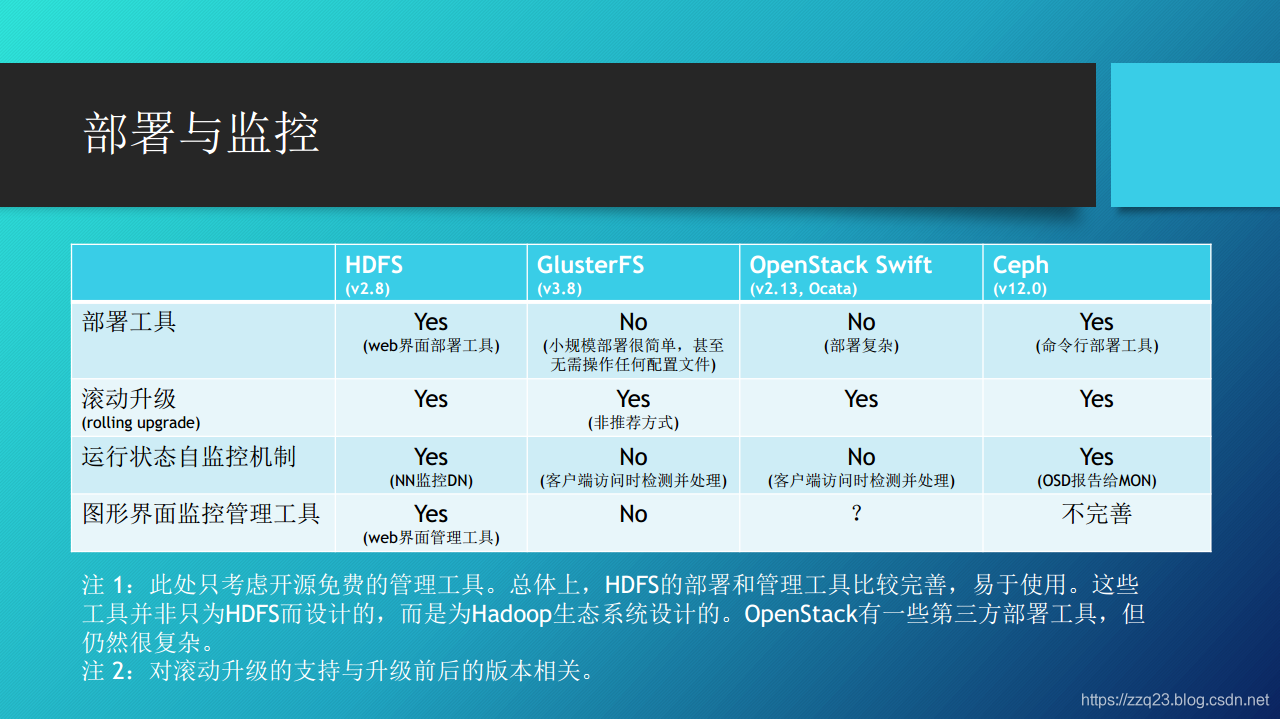 部署与监控
HDFS GlusterFS OpenStack Swift Ceph
(v2.8) (v3.8) (v2.13, Ocata) (v12.0)
部署工具 Yes No No Yes
(web界面部署工具) (小规模部署很简单，甚至 (部署复杂) (命令行部署工具)
无需操作任何配置文件)
滚动升级 Yes Yes Yes Yes
(rolling upgrade) (非推荐方式)
运行状态自监控机制 Yes No No Yes
(NN监控DN) (客户端访问时检测并处理) (客户端访问时检测并处理) (OSD报告给MON)
图形界面监控管理工具 Yes No ？ 不完善
(web界面管理工具)
注 1：此处只考虑开源免费的管理工具。总体上，HDFS的部署和管理工具比较完善，易于使用。这些
工具并非只为HDFS而设计的，而是为Hadoop生态系统设计的。OpenStack有一些第三方部署工具，但
仍然很复杂。
注 2：对滚动升级的支持与升级前后的版本相关。
https://zzq23.blog.csdn.net